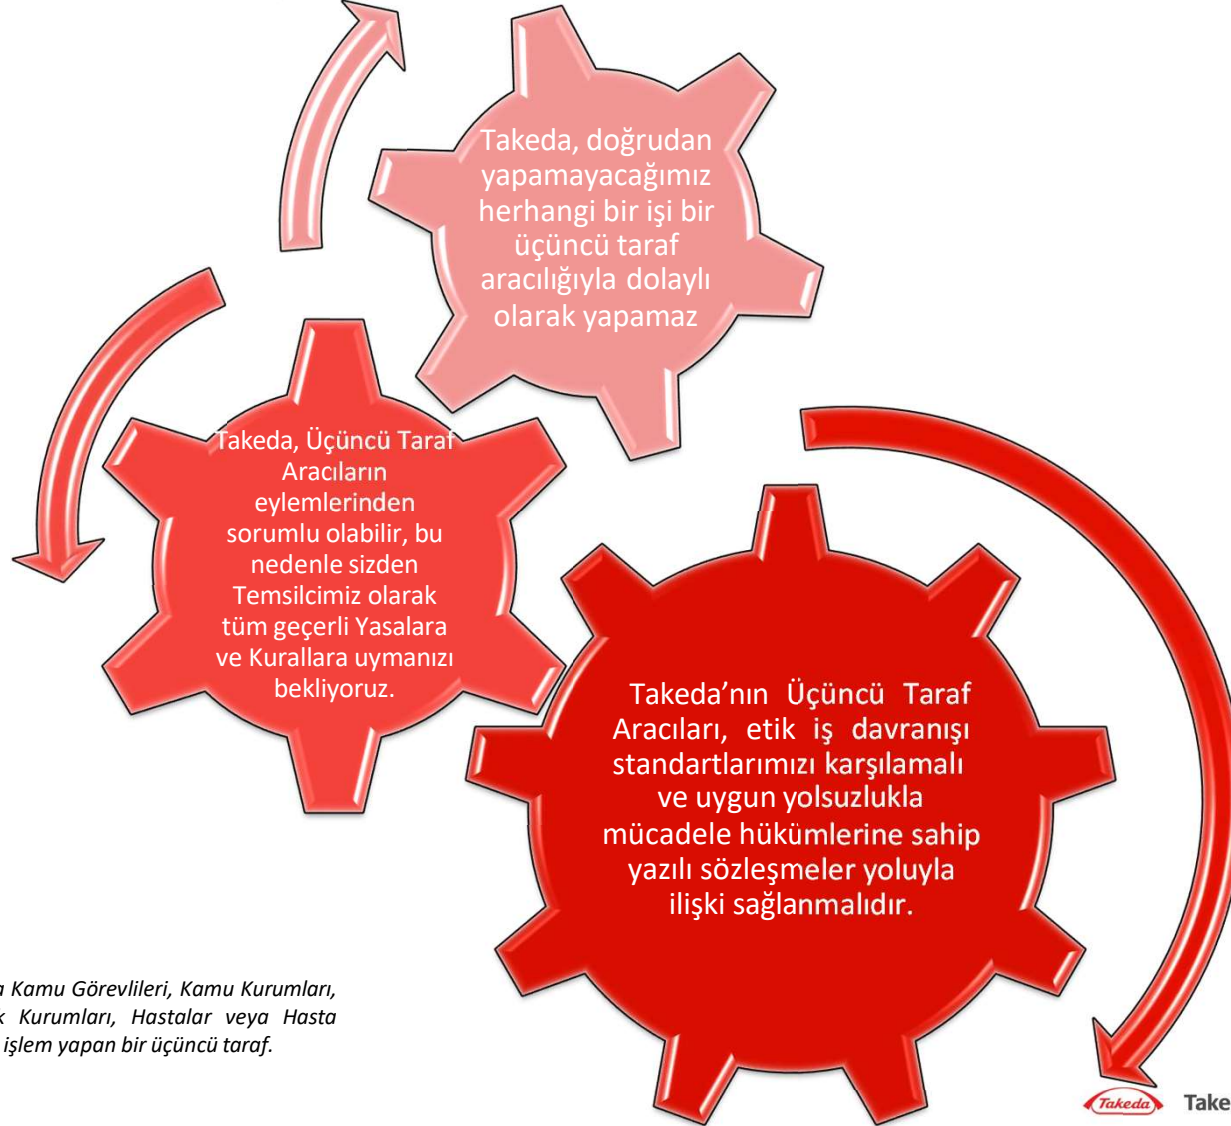 Takeda, doğrudan
yapamayacağımız
herhangi bir işi bir
üçüncü taraf
aracılığıyla dolaylı
olarak yapamaz
Takeda, Üçüncü Taraf
Aracıların
eylemlerinden
sorumlu olabilir, bu
nedenle sizden
Temsilcimiz olarak
tüm geçerli Yasalara
ve Kurallara uymanızı
bekliyoruz.
Takeda’nın Üçüncü Taraf
Aracıları, etik iş davranışı
standartlarımızı karşılamalı
ve uygun yolsuzlukla
mücadele hükümlerine sahip
yazılı sözleşmeler yoluyla
ilişki sağlanmalıdır.
Kamu Görevlileri, Kamu Kurumları,
Kurumları, Hastalar veya Hasta
işlem yapan bir üçüncü taraf.
Takeda